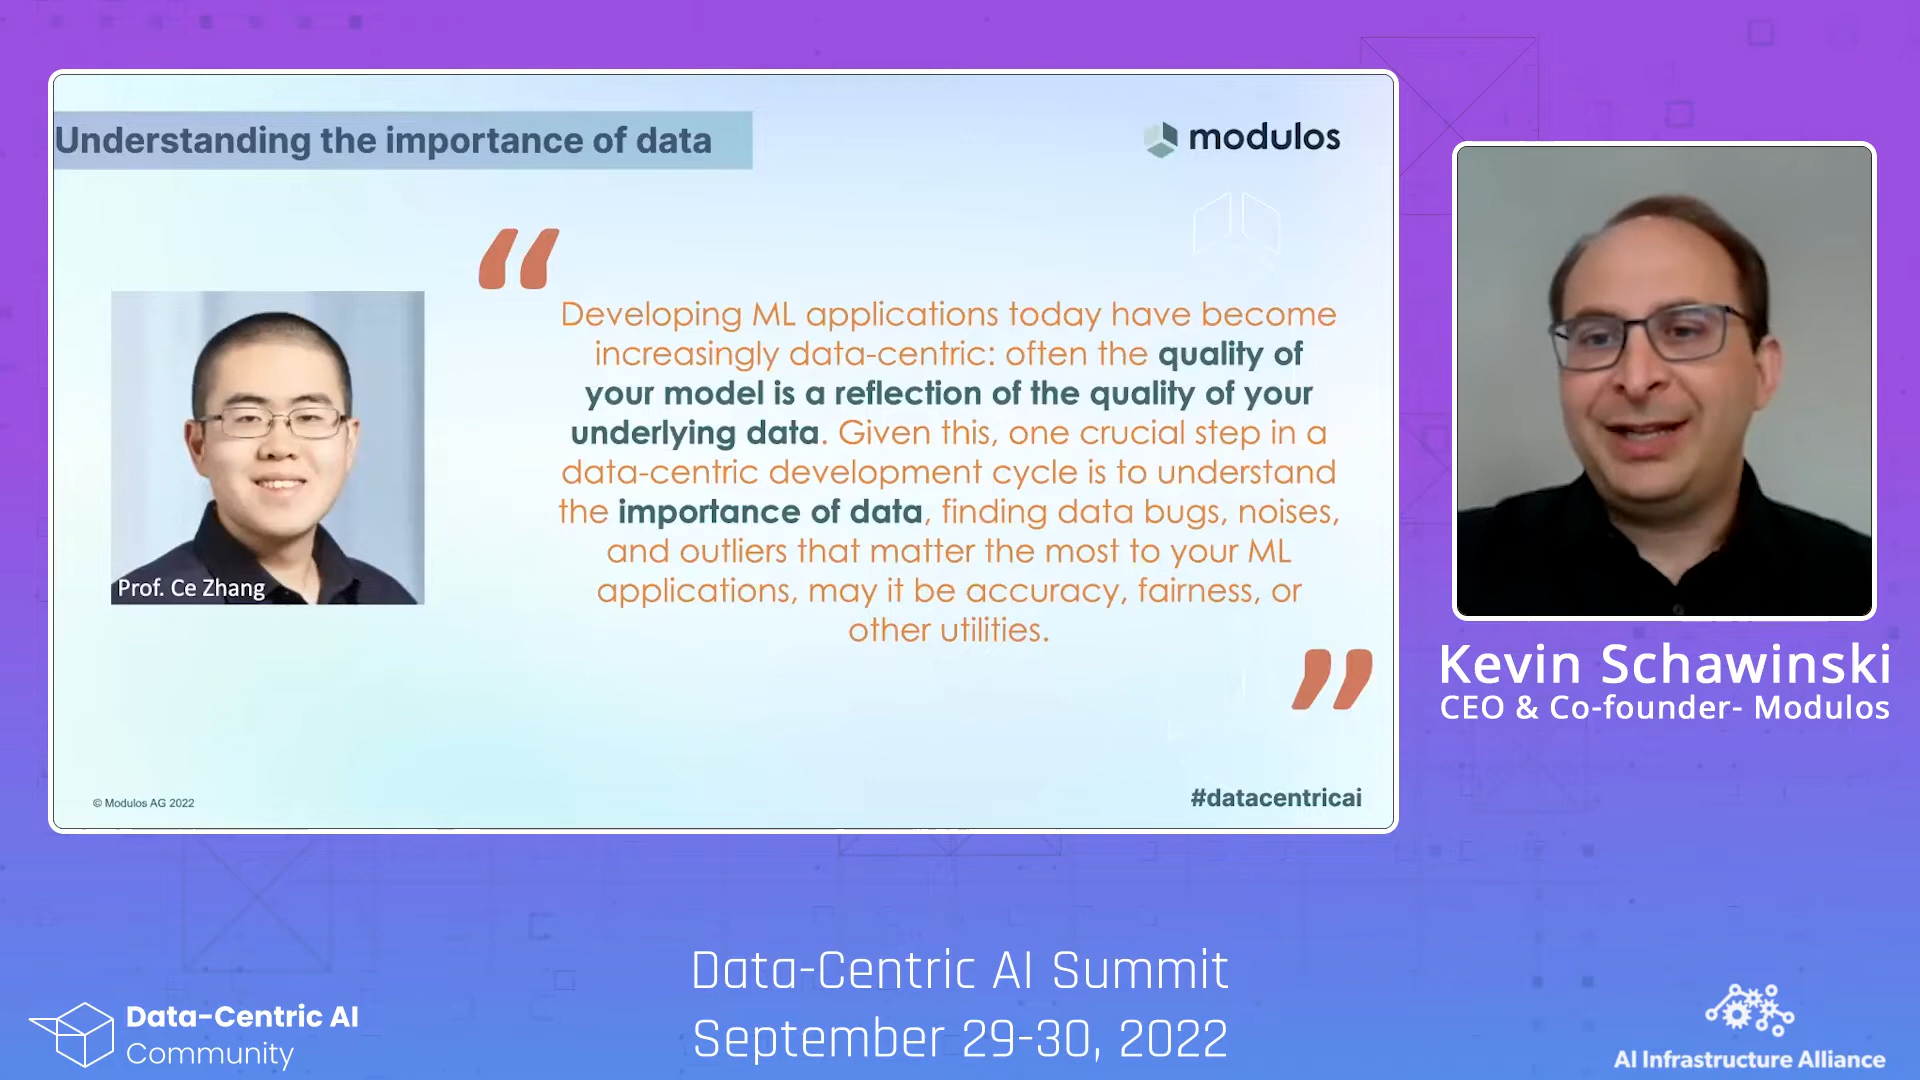 Understanding the importance of data
modulos
“
Developing ML applications today have become
increasingly data-centric: often the quality of
your model is a reflection of the quality of your
underlying data. Given this, one crucial step in a
data-centric development cycle is to understand
the importance of data, finding data bugs, noises,
and outliers that matter the most to your ML
applications, may it be accuracy, fairness, or
other utilities.
”
Prof. Ce Zhang
© Modulos AG 2022
#datacentricai
Kevin Schawinski
CEO & Co-founder- Modulos
Data-Centric AI Summit
September 29-30, 2022
Data-Centric AI
Community
AI Infrastructure Alliance